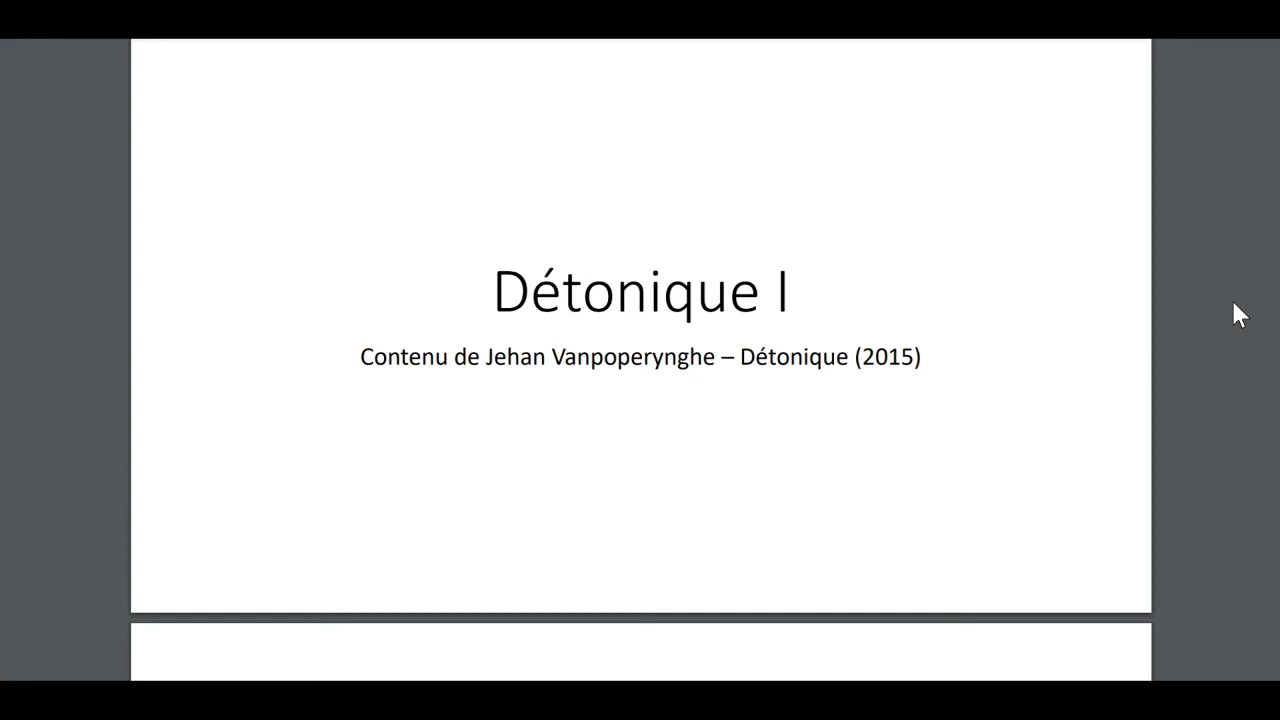 Détonique I
Contenu de Jehan Vanpoperynghe – Détonique (2015)